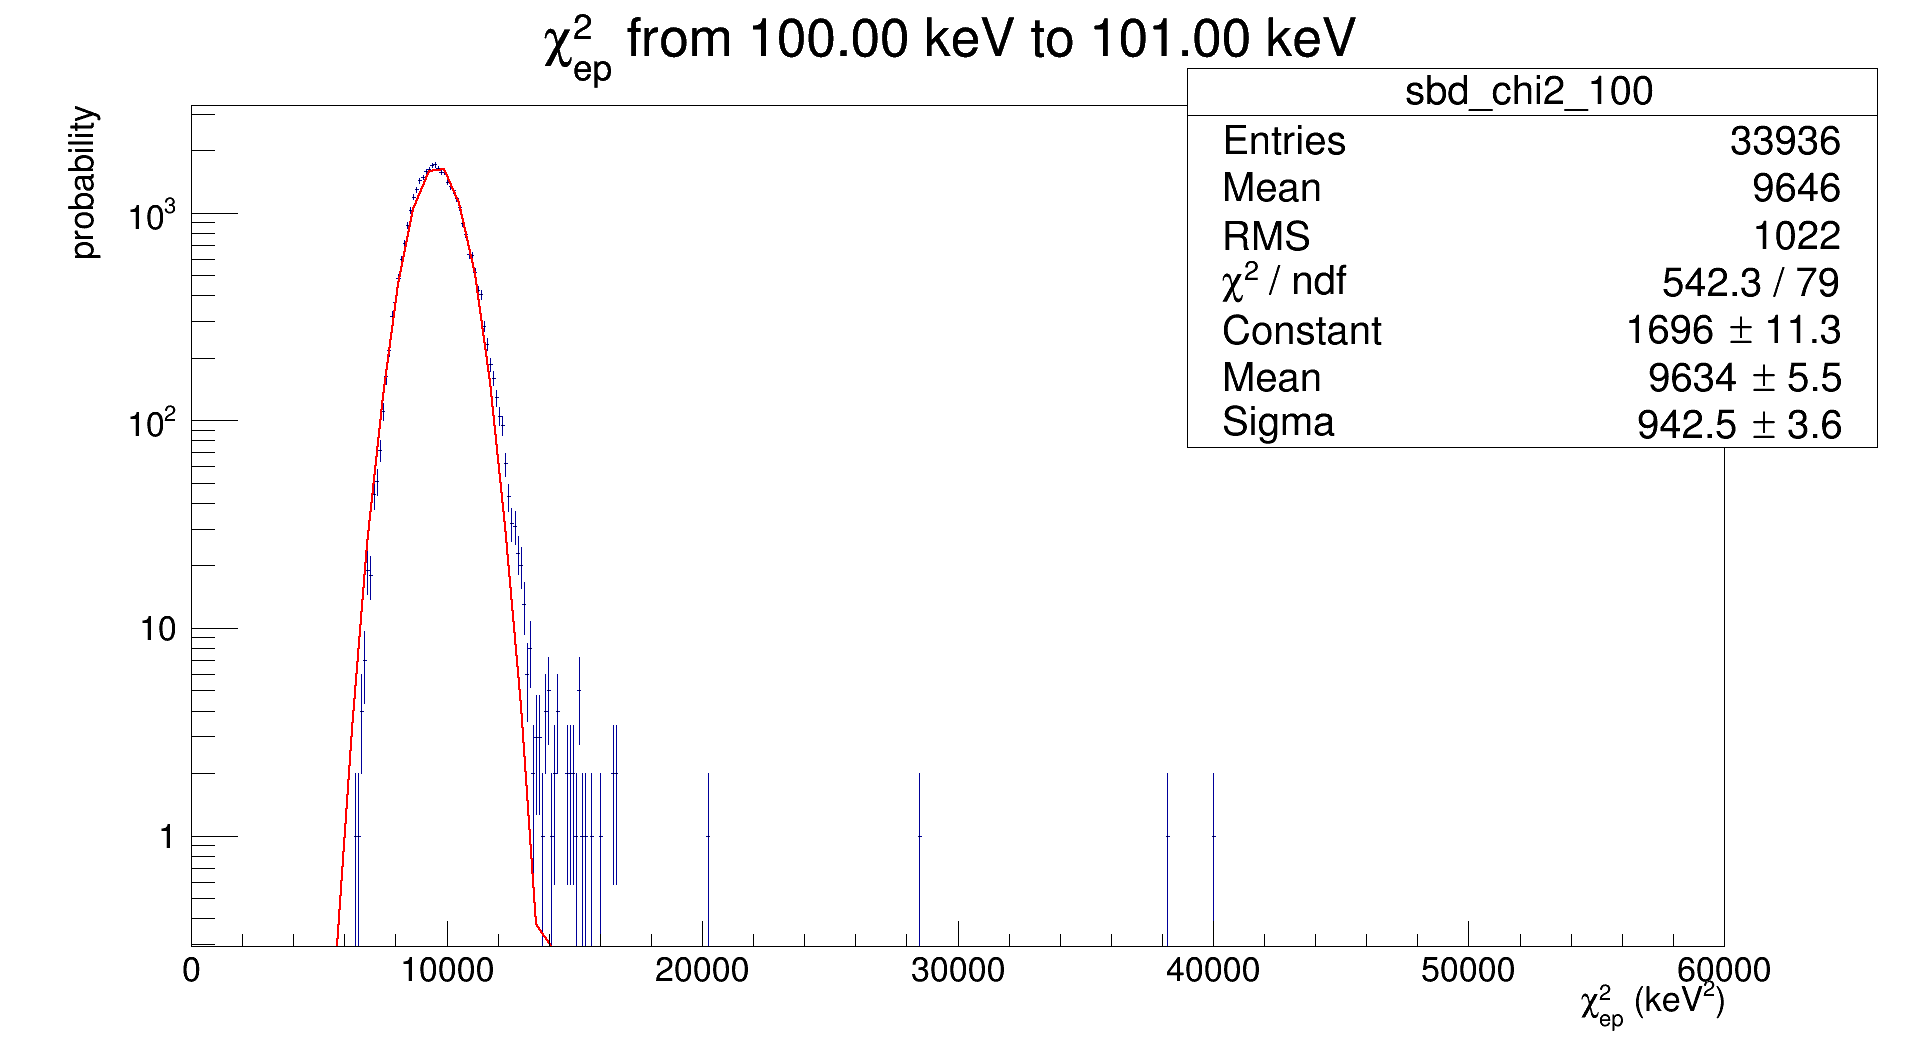 χ²ep from 100.00 keV to 101.00 keV
sbd_chi2_100
Entries 33936
Mean 9646
RMS 1022
χ² / ndf 542.3 / 79
Constant 1696 ± 11.3
Mean 9634 ± 5.5
Sigma 942.5 ± 3.6
probability
10³
10²
10
1
0 10000 20000 30000 40000 50000 60000
χ²ep (keV²)